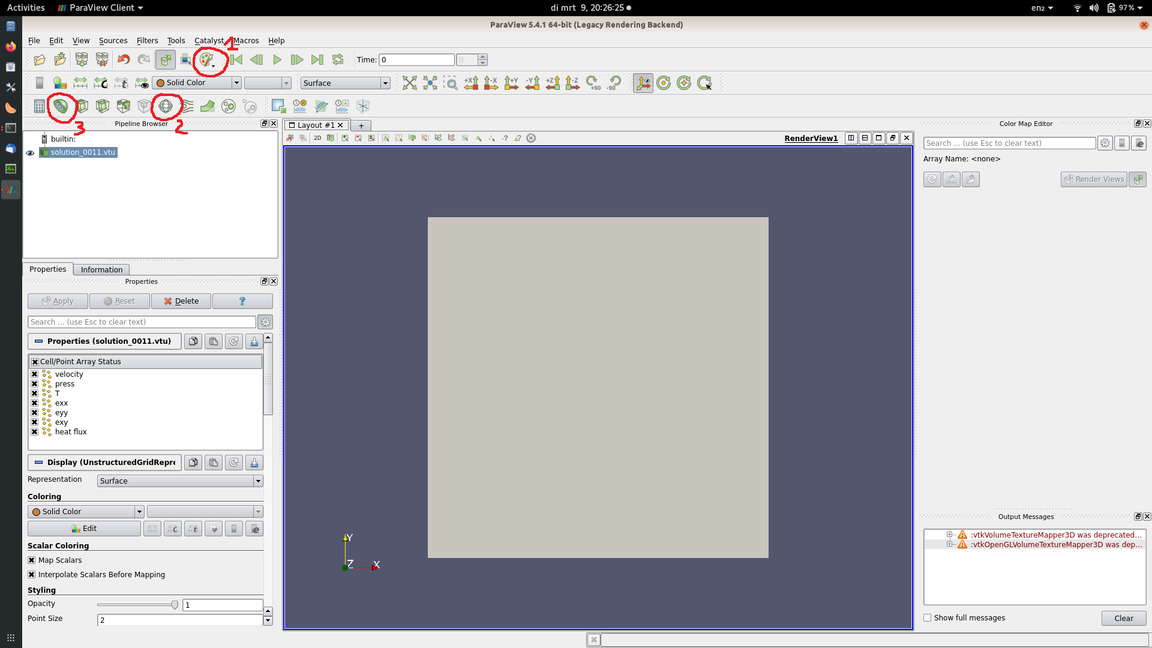 Activities
ParaView Client
di mrt 9, 20:26:25
en₂
97%
ParaView 5.4.1 64-bit (Legacy Rendering Backend)
File Edit View Sources Filters Tools Catalyst Macros Help
1
Time: 0
0
Solid Color
Surface
+X -X +Y -Y +Z -Z +90 -90
3
2
Pipeline Browser
builtin:
solution_0011.vtu
Properties Information
Properties
Apply Reset Delete ?
Search ... (use Esc to clear text)
Properties (solution_0011.vtu)
Cell/Point Array Status
velocity
press
T
exx
eyy
exy
heat flux
Display (UnstructuredGridRepre
Representation Surface
Coloring
Solid Color
Edit
Scalar Coloring
Map Scalars
Interpolate Scalars Before Mapping
Styling
Opacity 1
Point Size 2
Layout #1
+
2D
RenderView1
Y
Z
X
Color Map Editor
Search ... (use Esc to clear text)
Array Name: <none>
Render Views
Output Messages
:vtkVolumeTextureMapper3D was deprecated...
:vtkOpenGLVolumeTextureMapper3D was dep...
Show full messages
Clear